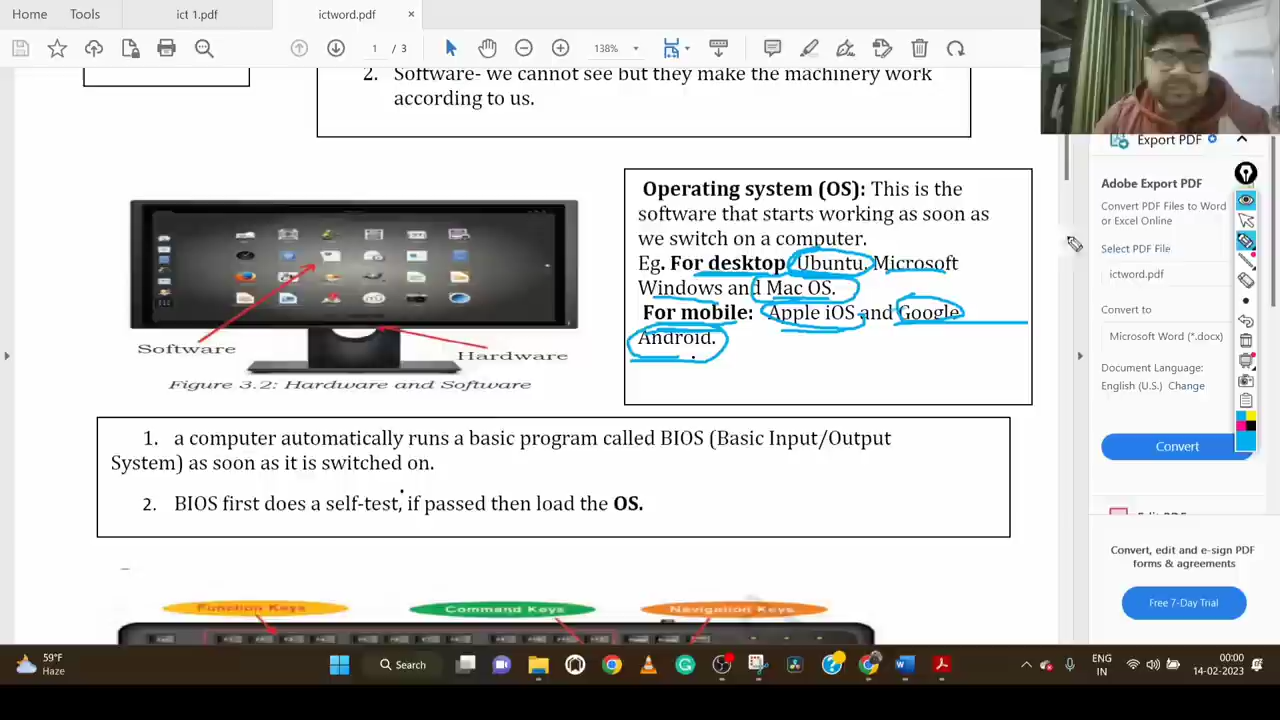 Home Tools ict 1.pdf ictword.pdf ×
1 / 3 138%
2. Software- we cannot see but they make the machinery work
according to us.
Operating system (OS): This is the
software that starts working as soon as
we switch on a computer.
Eg. For desktop Ubuntu, Microsoft
Windows and Mac OS.
For mobile: Apple iOS and Google
Android.
Software
Hardware
Figure 3.2: Hardware and Software
1. a computer automatically runs a basic program called BIOS (Basic Input/Output
System) as soon as it is switched on.
2. BIOS first does a self-test, if passed then load the OS.
Function Keys Command Keys Navigation Keys
Export PDF
Adobe Export PDF
Convert PDF Files to Word
or Excel Online
Select PDF File
ictword.pdf
Convert to
Microsoft Word (*.docx)
Document Language:
English (U.S.) Change
Convert
Convert, edit and e-sign PDF
forms & agreements
Free 7-Day Trial
59°F
Haze
Search
ENG
IN
00:00
14-02-2023